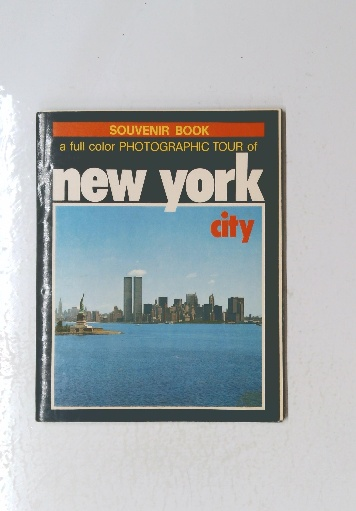 SOUVENIR BOOK
a full color PHOTOGRAPHIC TOUR of
new york
city